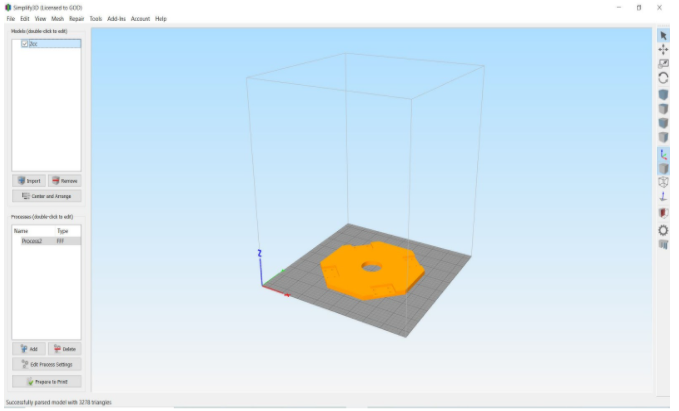 Simplify3D (Licensed to GOD)
File Edit View Mesh Repair Tools Add-Ins Account Help
Models (double-click to edit)
Import Remove
Center and Arrange
Processes (double-click to edit)
Name Type
Process2 FFF
Z
Add Delete
Edit Process Settings
Prepare to Print!
Successfully parsed model with 3278 triangles